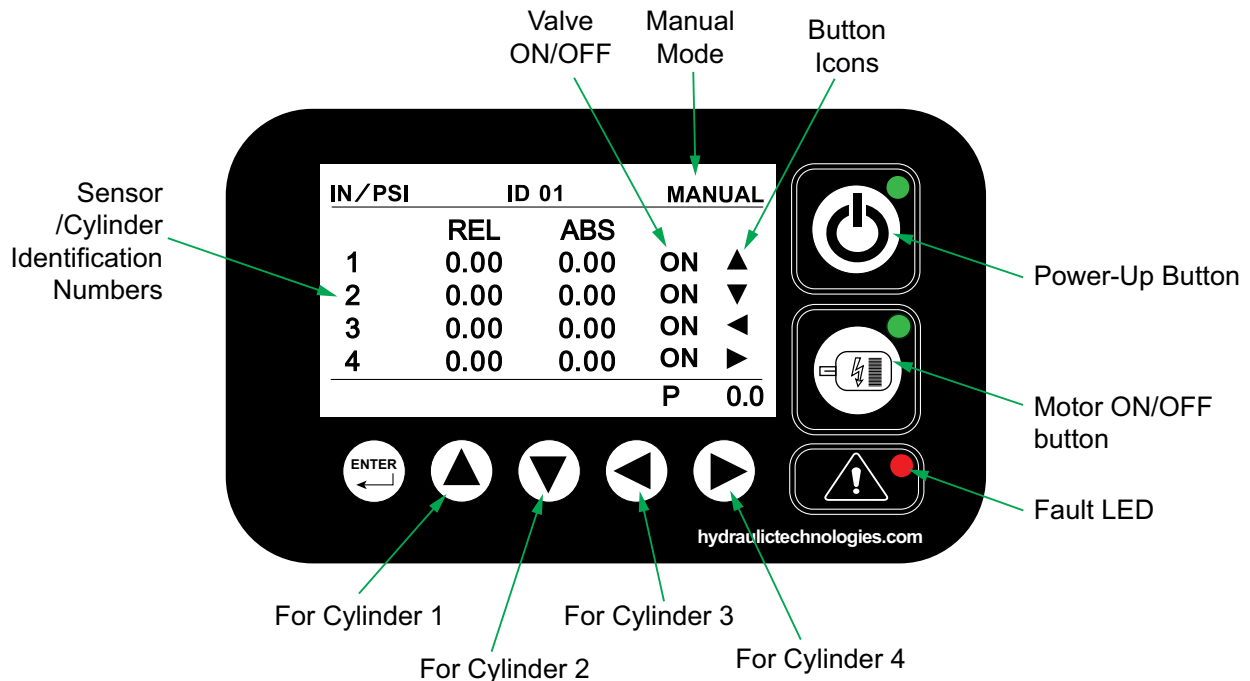 Valve
ON/OFF
Manual
Mode
Button
Icons
Sensor
/Cylinder
Identification
Numbers
IN/PSI ID 01 MANUAL
REL ABS
1 0.00 0.00 ON ▲
2 0.00 0.00 ON ▼
3 0.00 0.00 ON ◀
4 0.00 0.00 ON ▶
P 0.0
Power-Up Button
Motor ON/OFF
button
Fault LED
ENTER
hydraulictechnologies.com
For Cylinder 1
For Cylinder 2
For Cylinder 3
For Cylinder 4